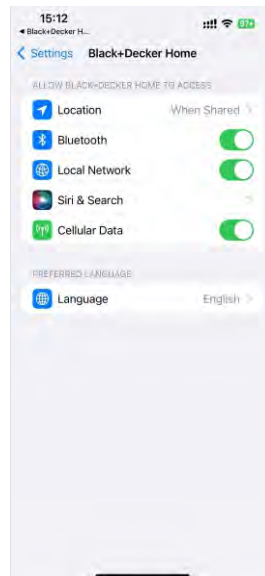 15:12
97+
◀ Black+Decker H...
Settings Black+Decker Home
ALLOW BLACK+DECKER HOME TO ACCESS
Location When Shared
Bluetooth
Local Network
Siri & Search
Cellular Data
PREFERRED LANGUAGE
Language English